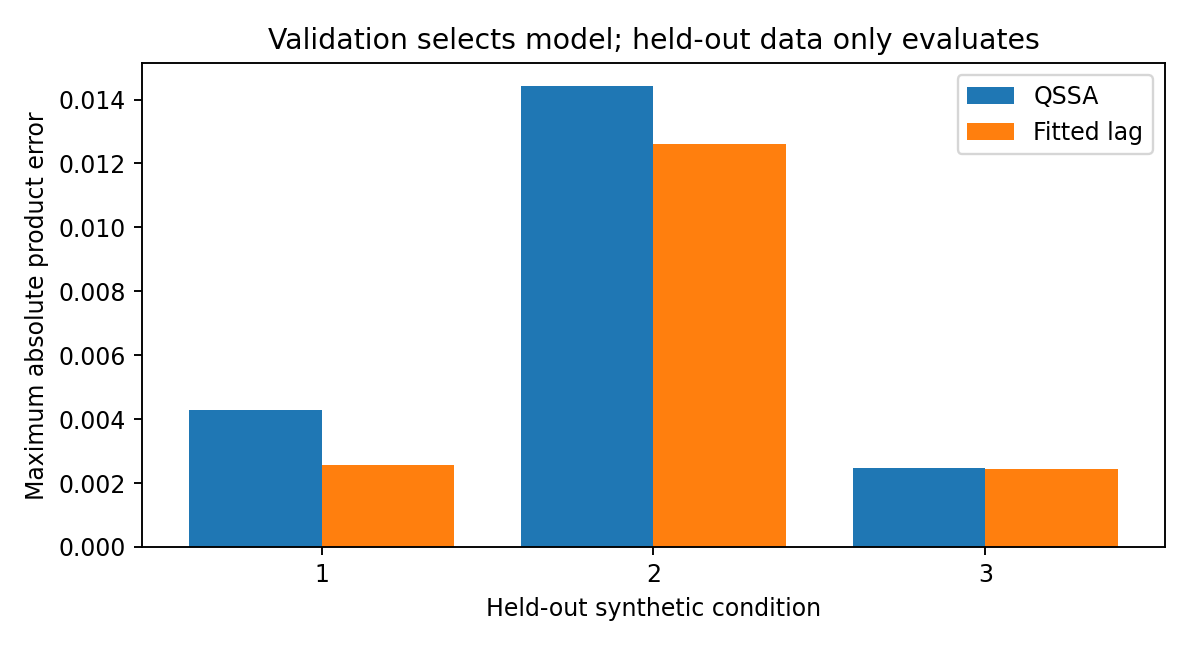 Validation selects model; held-out data only evaluates
QSSA
Fitted lag
Maximum absolute product error
0.014
0.012
0.010
0.008
0.006
0.004
0.002
0.000
1
2
3
Held-out synthetic condition